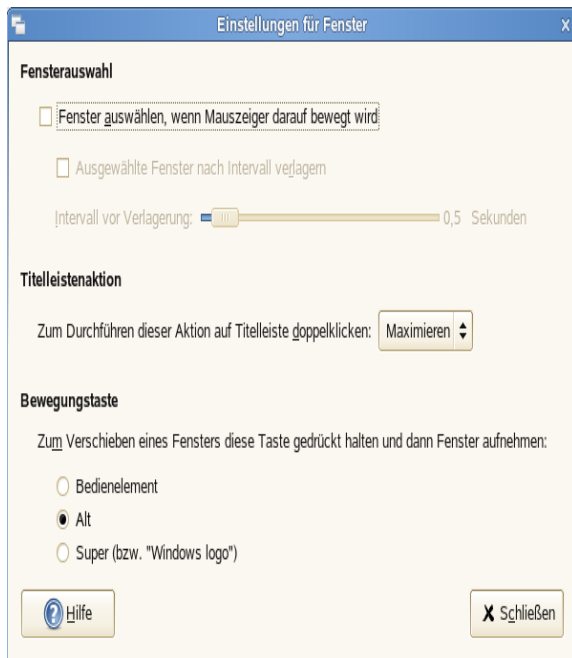 Einstellungen für Fenster
Fensterauswahl
Fenster auswählen, wenn Mauszeiger darauf bewegt wird
Ausgewählte Fenster nach Intervall verlagern
Intervall vor Verlagerung: 0,5 Sekunden
Titelleistenaktion
Zum Durchführen dieser Aktion auf Titelleiste doppelklicken: Maximieren
Bewegungstaste
Zum Verschieben eines Fensters diese Taste gedrückt halten und dann Fenster aufnehmen:
Bedienelement
Alt
Super (bzw. "Windows logo")
Hilfe Schließen